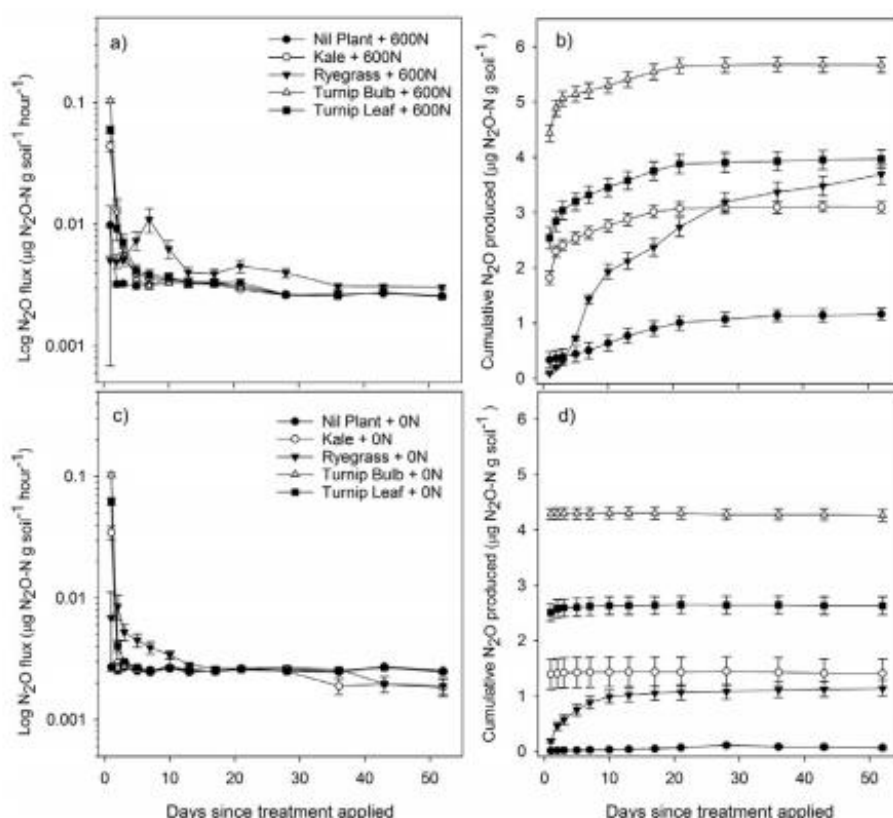 a)
Nil Plant + 600N
Kale + 600N
Ryegrass + 600N
Turnip Bulb + 600N
Turnip Leaf + 600N
0.1
0.01
0.001
Log N₂O flux (µg N₂O-N g soil⁻¹ hour⁻¹)
b)
6
5
4
3
2
1
0
Cumulative N₂O produced (µg N₂O-N g soil⁻¹)
c)
Nil Plant + 0N
Kale + 0N
Ryegrass + 0N
Turnip Bulb + 0N
Turnip Leaf + 0N
0.1
0.01
0.001
Log N₂O flux (µg N₂O-N g soil⁻¹ hour⁻¹)
0 10 20 30 40 50
Days since treatment applied
d)
6
5
4
3
2
1
0
Cumulative N₂O produced (µg N₂O-N g soil⁻¹)
0 10 20 30 40 50
Days since treatment applied